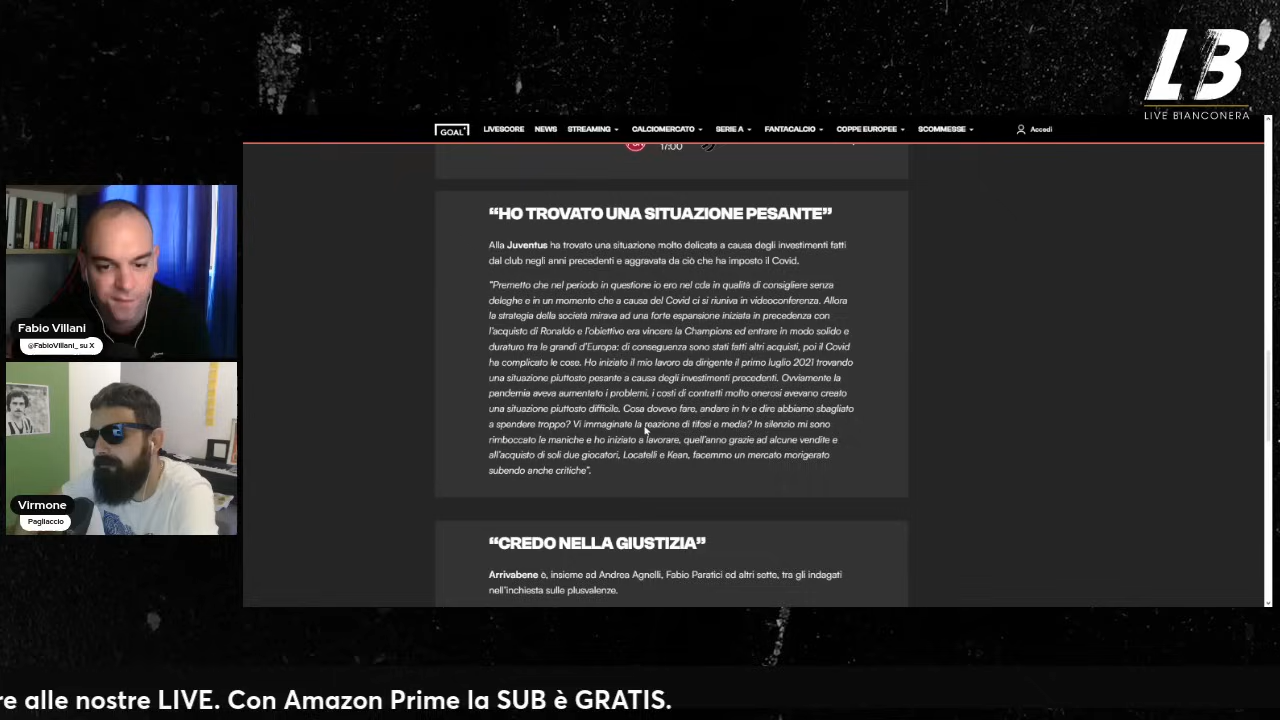 LB
LIVE BIANCONERA
GOAL
LIVESCORE NEWS STREAMING CALCIOMERCATO SERIE A FANTACALCIO COPPE EUROPEE SCOMMESSE Accedi
17:00
“HO TROVATO UNA SITUAZIONE PESANTE”
Alla Juventus ha trovato una situazione molto delicata a causa degli investimenti fatti
dal club negli anni precedenti e aggravata da ciò che ha imposto il Covid.
“Premetto che nel periodo in questione io ero nel cda in qualità di consigliere senza
deleghe e in un momento che a causa del Covid ci si riuniva in videoconferenza. Allora
la strategia della società mirava ad una forte espansione iniziata in precedenza con
l'acquisto di Ronaldo e l'obiettivo era vincere la Champions ed entrare in modo solido e
duraturo tra le grandi d'Europa: di conseguenza sono stati fatti altri acquisti, poi il Covid
ha complicato le cose. Ho iniziato il mio lavoro da dirigente il primo luglio 2021 trovando
una situazione piuttosto pesante a causa degli investimenti precedenti. Ovviamente la
pandemia aveva aumentato i problemi, i costi di contratti molto onerosi avevano creato
una situazione piuttosto difficile. Cosa dovevo fare, andare in tv e dire abbiamo sbagliato
a spendere troppo? Vi immaginate la reazione di tifosi e media? In silenzio mi sono
rimboccato le maniche e ho iniziato a lavorare, quell'anno grazie ad alcune vendite e
all'acquisto di soli due giocatori, Locatelli e Kean, facemmo un mercato morigerato
subendo anche critiche”.
“CREDO NELLA GIUSTIZIA”
Arrivabene è, insieme ad Andrea Agnelli, Fabio Paratici ed altri sette, tra gli indagati
nell'inchiesta sulle plusvalenze.
Fabio Villani
@FabioVillani_ su X
Virmone
Pagliaccio
re alle nostre LIVE. Con Amazon Prime la SUB è GRATIS.